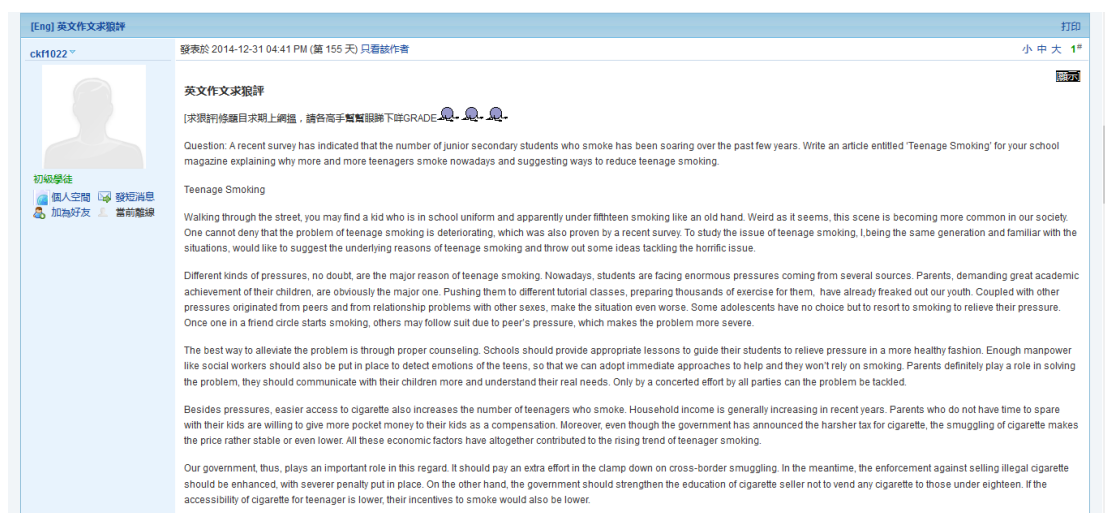 [Eng] 英文作文求狠評
打印
ckf1022
發表於 2014-12-31 04:41 PM (第 155 天) 只看該作者
小 中 大 1#
顯示
英文作文求狠評
[求狠評條題目求期上網搵，請各高手幫幫眼睇下咩GRADE
Question: A recent survey has indicated that the number of junior secondary students who smoke has been soaring over the past few years. Write an article entitled 'Teenage Smoking' for your school
magazine explaining why more and more teenagers smoke nowadays and suggesting ways to reduce teenage smoking.
初級學徒
個人空間 發短消息
加為好友 當前離線
Teenage Smoking
Walking through the street, you may find a kid who is in school uniform and apparently under fifthteen smoking like an old hand. Weird as it seems, this scene is becoming more common in our society.
One cannot deny that the problem of teenage smoking is deteriorating, which was also proven by a recent survey. To study the issue of teenage smoking, I,being the same generation and familiar with the
situations, would like to suggest the underlying reasons of teenage smoking and throw out some ideas tackling the horrific issue.
Different kinds of pressures, no doubt, are the major reason of teenage smoking. Nowadays, students are facing enormous pressures coming from several sources. Parents, demanding great academic
achievement of their children, are obviously the major one. Pushing them to different tutorial classes, preparing thousands of exercise for them, have already freaked out our youth. Coupled with other
pressures originated from peers and from relationship problems with other sexes, make the situation even worse. Some adolescents have no choice but to resort to smoking to relieve their pressure.
Once one in a friend circle starts smoking, others may follow suit due to peer's pressure, which makes the problem more severe.
The best way to alleviate the problem is through proper counseling. Schools should provide appropriate lessons to guide their students to relieve pressure in a more healthy fashion. Enough manpower
like social workers should also be put in place to detect emotions of the teens, so that we can adopt immediate approaches to help and they won't rely on smoking. Parents definitely play a role in solving
the problem, they should communicate with their children more and understand their real needs. Only by a concerted effort by all parties can the problem be tackled.
Besides pressures, easier access to cigarette also increases the number of teenagers who smoke. Household income is generally increasing in recent years. Parents who do not have time to spare
with their kids are willing to give more pocket money to their kids as a compensation. Moreover, even though the government has announced the harsher tax for cigarette, the smuggling of cigarette makes
the price rather stable or even lower. All these economic factors have altogether contributed to the rising trend of teenager smoking.
Our government, thus, plays an important role in this regard. It should pay an extra effort in the clamp down on cross-border smuggling. In the meantime, the enforcement against selling illegal cigarette
should be enhanced, with severer penalty put in place. On the other hand, the government should strengthen the education of cigarette seller not to vend any cigarette to those under eighteen. If the
accessibility of cigarette for teenager is lower, their incentives to smoke would also be lower.